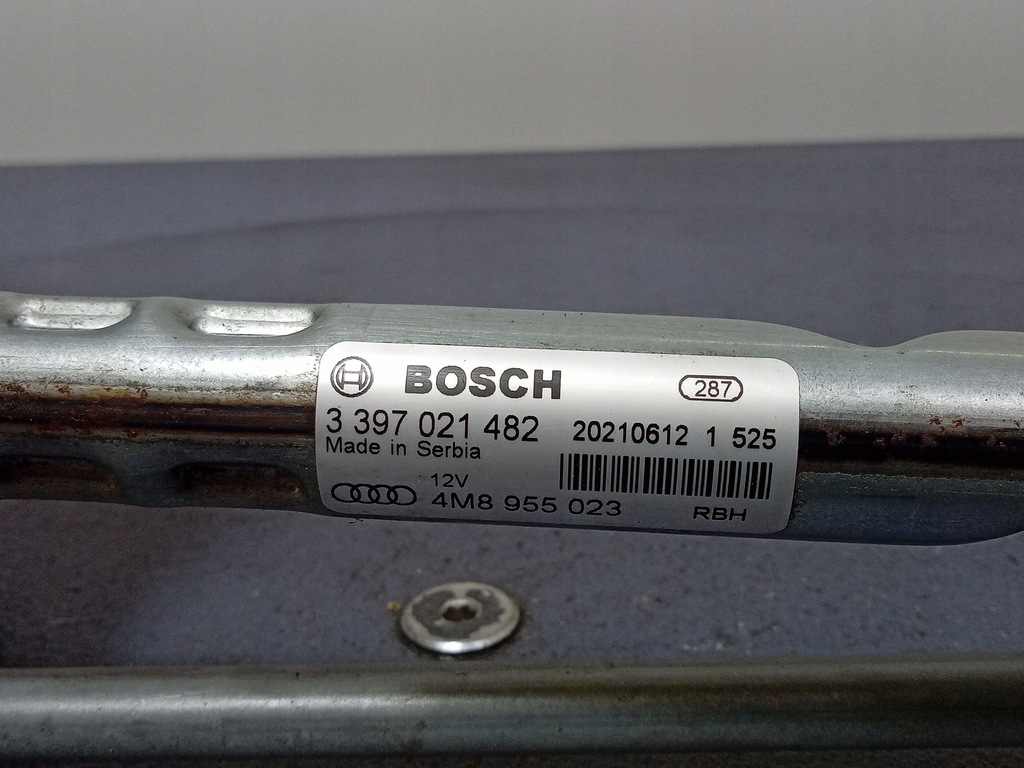 BOSCH 287
3 397 021 482 20210612 1 525
Made in Serbia
12V
4M8 955 023 RBH